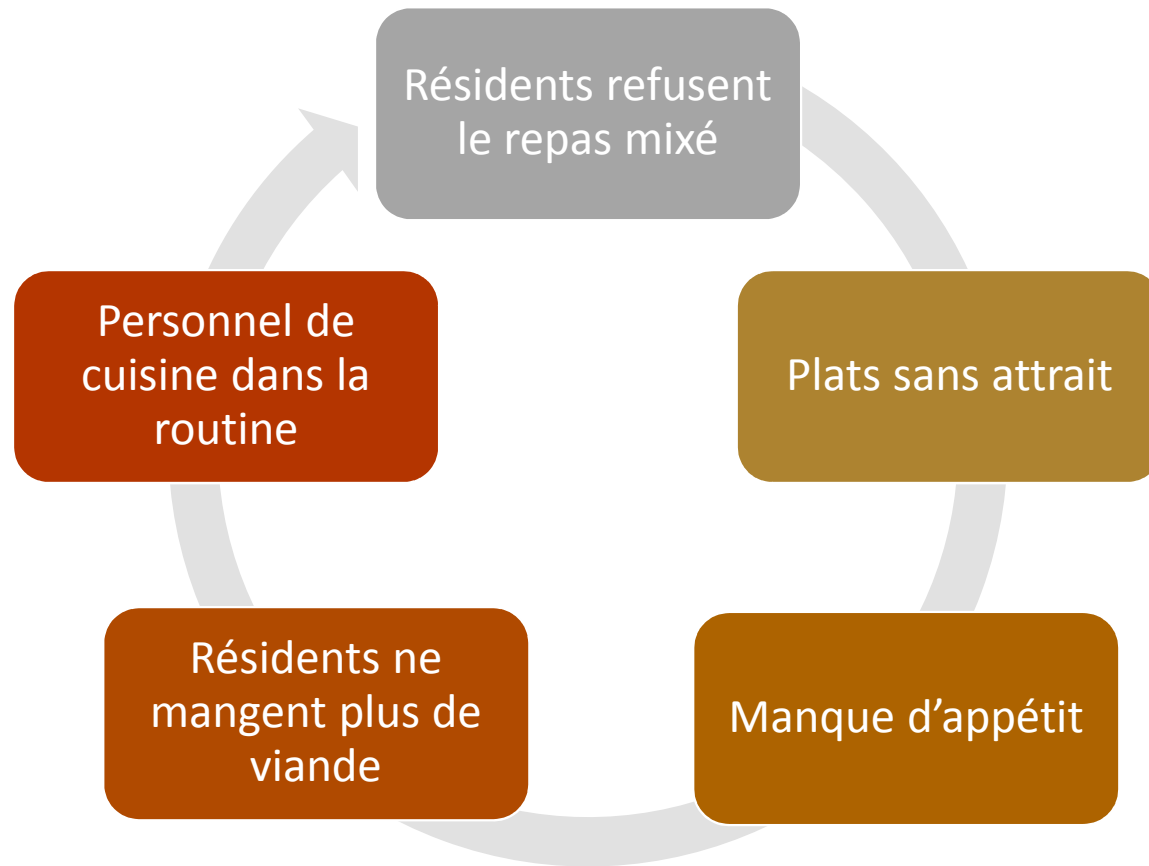 Résidents refusent
le repas mixé
Plats sans attrait
Manque d’appétit
Résidents ne
mangent plus de
viande
Personnel de
cuisine dans la
routine